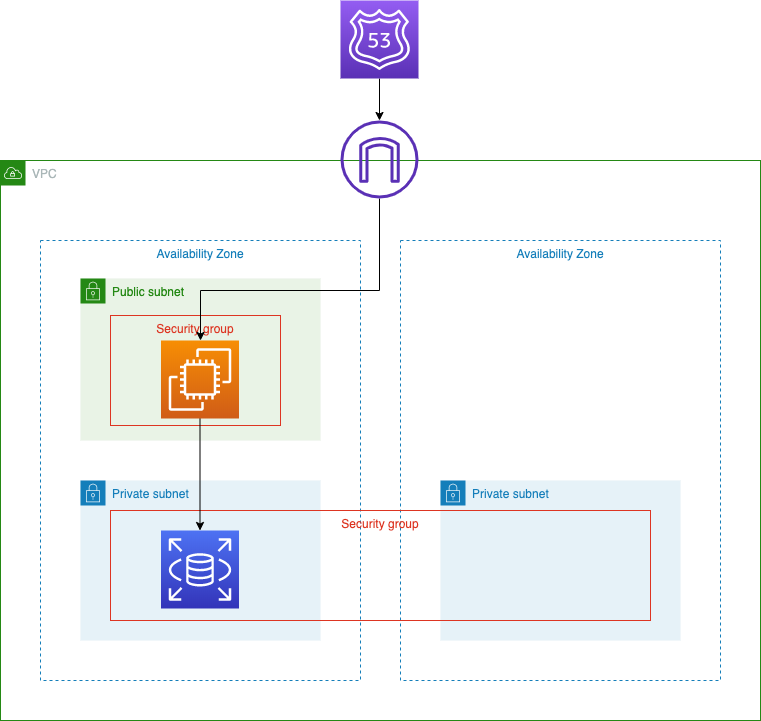 53
VPC
Availability Zone
Availability Zone
Public subnet
Security group
Private subnet
Private subnet
Security group